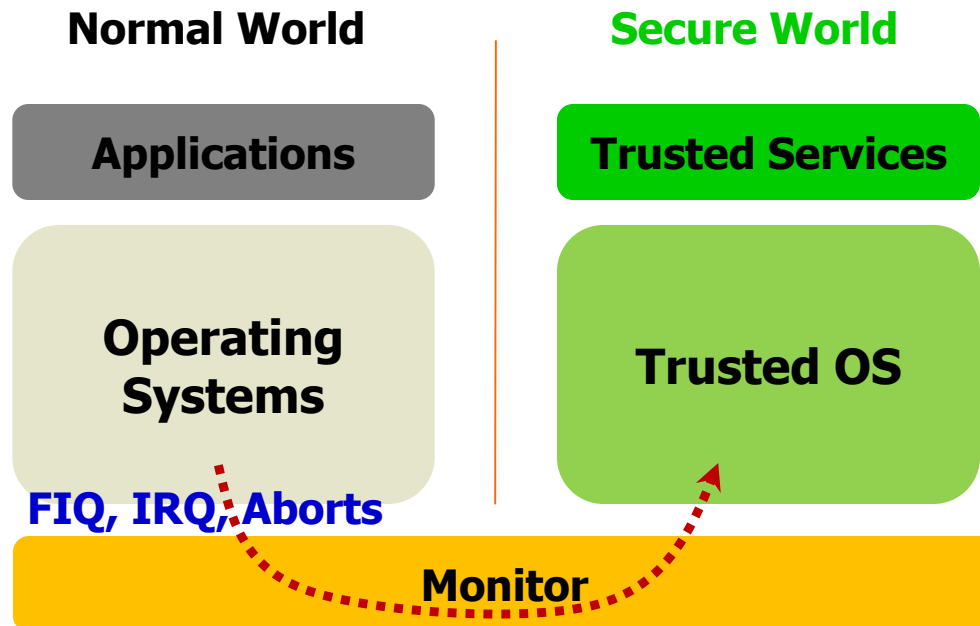 Normal World
Secure World
Applications
Trusted Services
Operating
Systems
Trusted OS
FIQ, IRQ, Aborts
Monitor